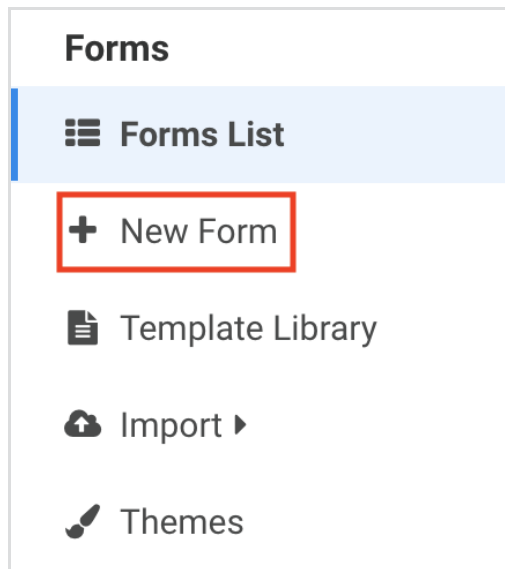 Forms
Forms List
New Form
Template Library
Import
Themes